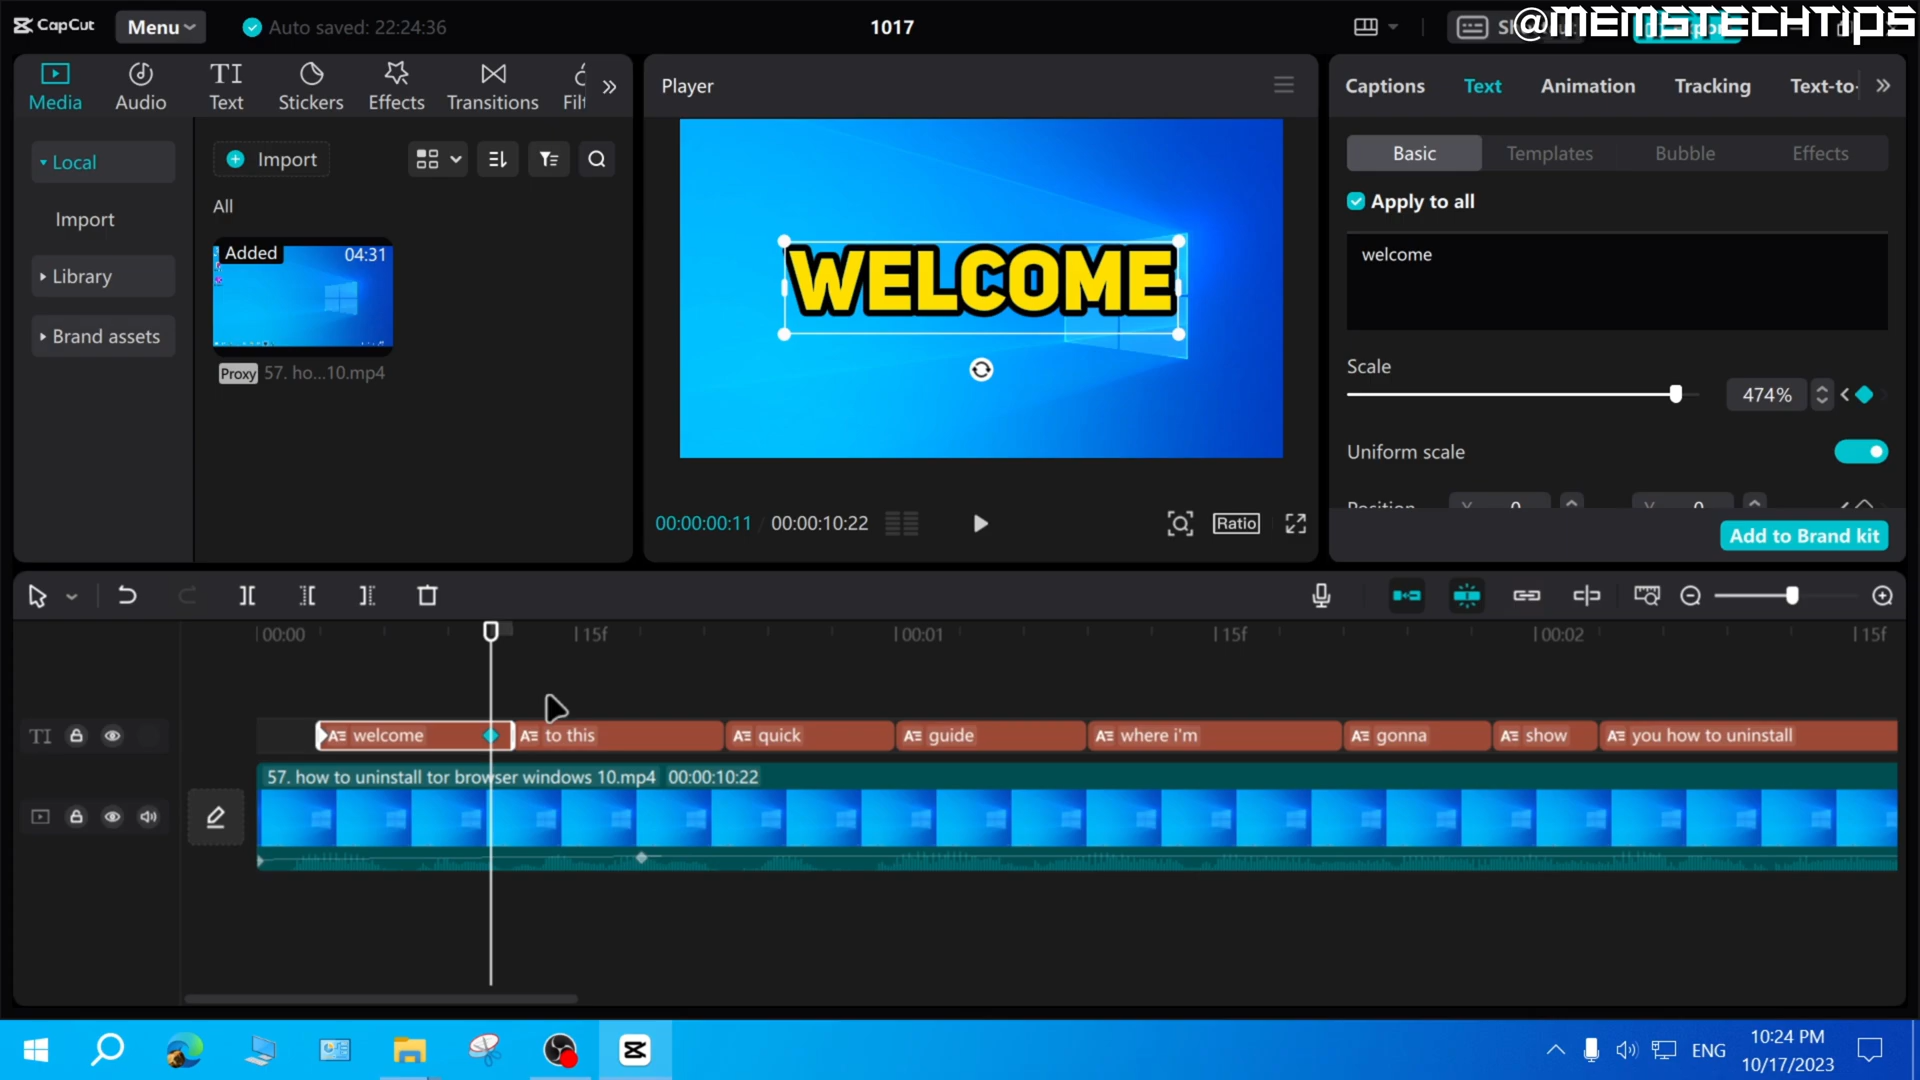 CapCut
Menu
Auto saved: 22:24:36
1017
@MEMSTECHTIPS
Media
Audio
Text
Stickers
Effects
Transitions
Filt
Player
Captions
Text
Animation
Tracking
Text-to-
Local
Import
Library
Brand assets
Import
All
Added
04:31
Proxy
57. ho...10.mp4
WELCOME
00:00:00:11
00:00:10:22
Ratio
Basic
Templates
Bubble
Effects
Apply to all
welcome
Scale
474%
Uniform scale
Position
X 0
Y 0
Add to Brand kit
00:00
15f
00:01
15f
00:02
15f
TI
welcome
to this
quick
guide
where i'm
gonna
show
you how to uninstall
57. how to uninstall tor browser windows 10.mp4 00:00:10:22
ENG
10:24 PM
10/17/2023